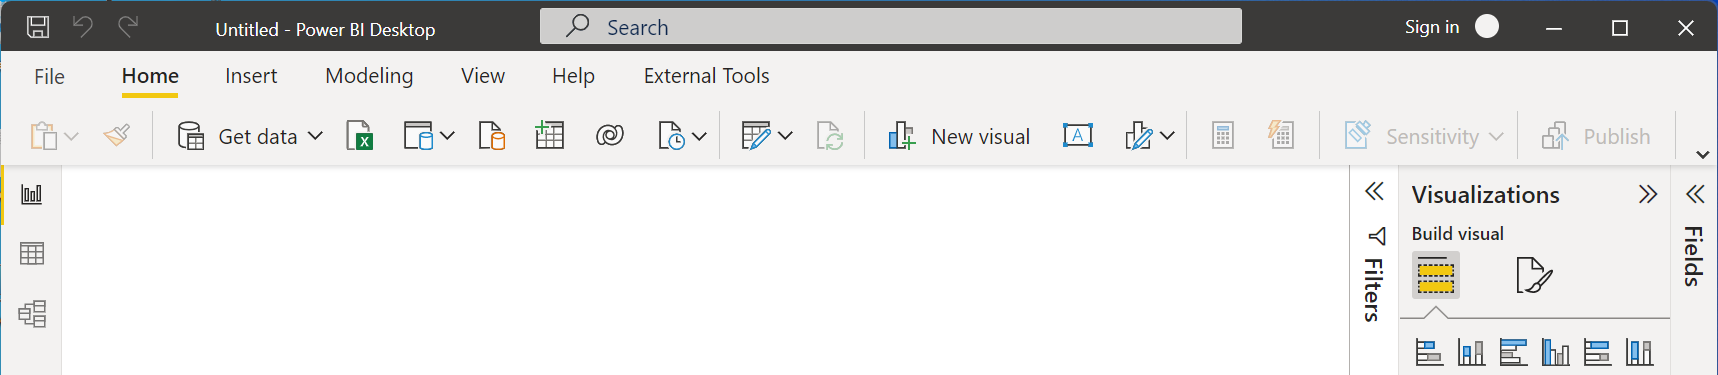 Untitled - Power BI Desktop
Search
Sign in
File
Home
Insert
Modeling
View
Help
External Tools
Get data
New visual
A
Sensitivity
Publish
Filters
Visualizations
Build visual
Fields